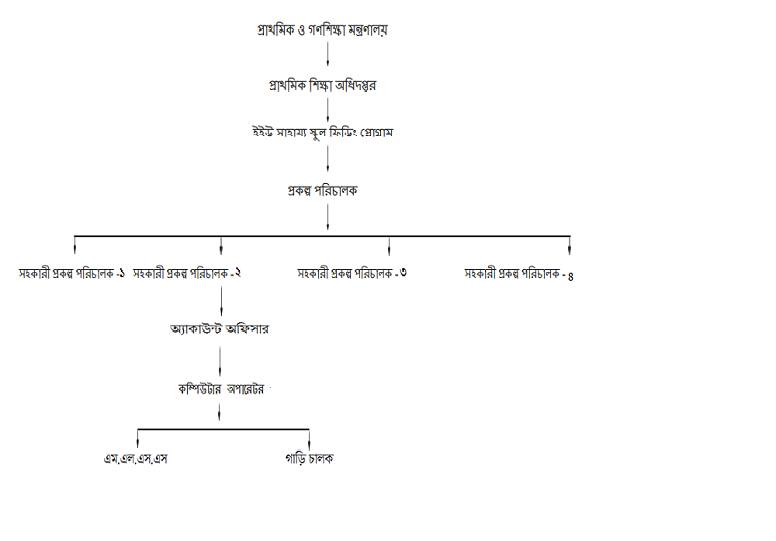 প্রাথমিক ও গণশিক্ষা মন্ত্রণালয়
প্রাথমিক শিক্ষা অধিদপ্তর
ইইউ সাহায্য স্কুল ফিডিং প্রোগ্রাম
প্রকল্প পরিচালক
সহকারী প্রকল্প পরিচালক -১ সহকারী প্রকল্প পরিচালক -২ সহকারী প্রকল্প পরিচালক -৩ সহকারী প্রকল্প পরিচালক - ৪
অ্যাকাউন্ট অফিসার
কম্পিউটার অপারেটর
এম.এল.এস.এস গাড়ি চালক